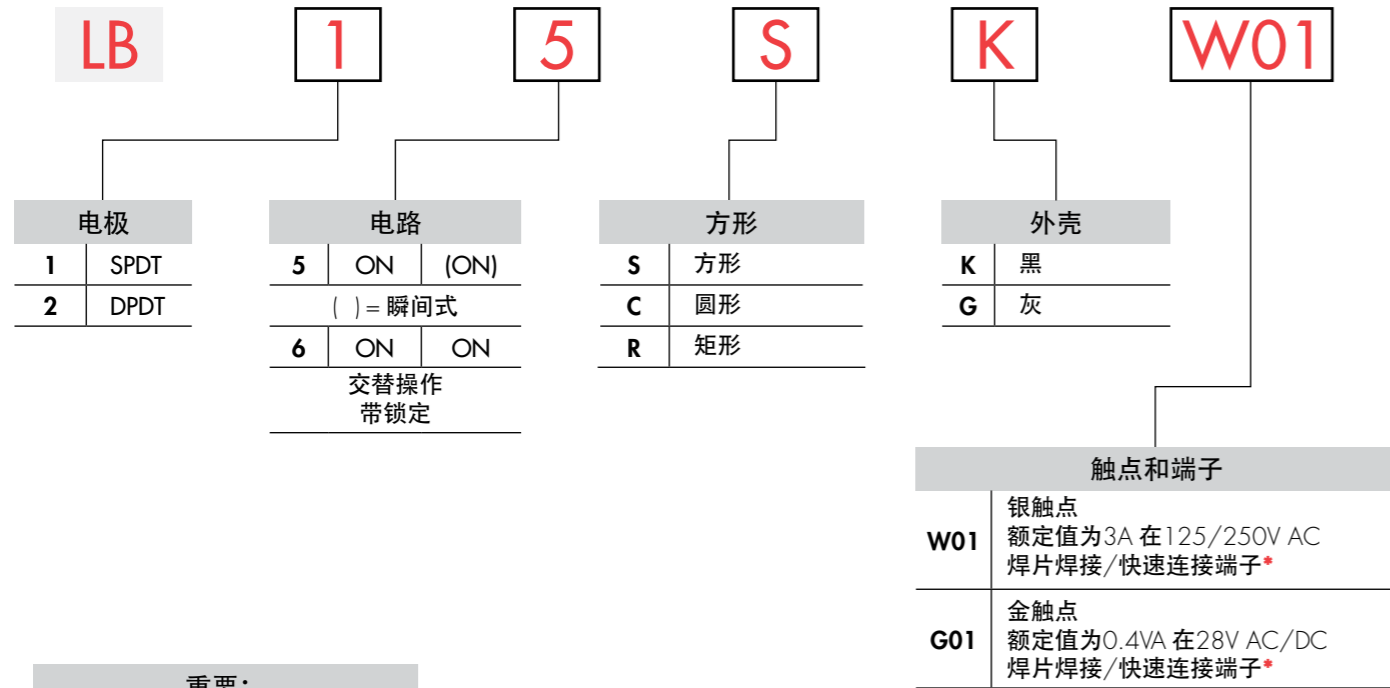 LB 1 5 S K W01
电极
1 SPDT
2 DPDT
电路
5 ON (ON)
( ) = 瞬间式
6 ON ON
交替操作
带锁定
方形
S 方形
C 圆形
R 矩形
外壳
K 黑
G 灰
触点和端子
W01
银触点
额定值为3A 在125/250V AC
焊片焊接/快速连接端子*
G01
金触点
额定值为0.4VA 在28V AC/DC
焊片焊接/快速连接端子*
重要：